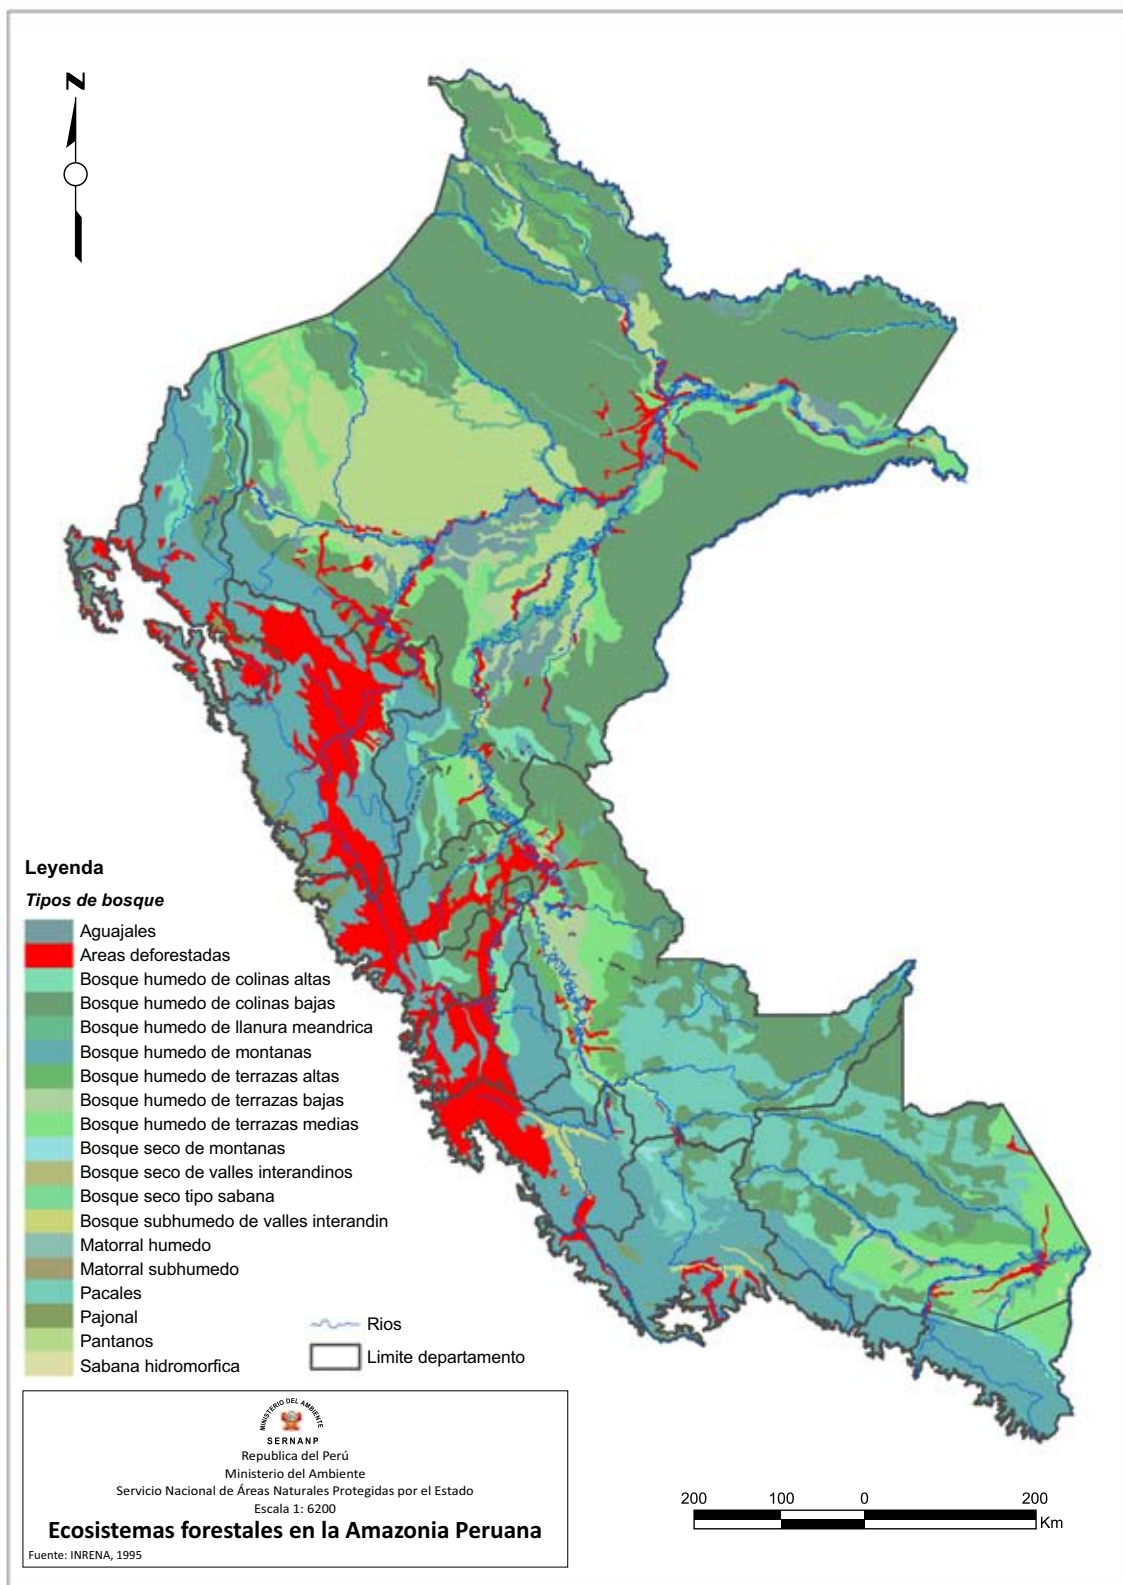 N
Leyenda
Tipos de bosque
Aguajales
Areas deforestadas
Bosque humedo de colinas altas
Bosque humedo de colinas bajas
Bosque humedo de llanura meandrica
Bosque humedo de montanas
Bosque humedo de terrazas altas
Bosque humedo de terrazas bajas
Bosque humedo de terrazas medias
Bosque seco de montanas
Bosque seco de valles interandinos
Bosque seco tipo sabana
Bosque subhumedo de valles interandin
Matorral humedo
Matorral subhumedo
Pacales
Pajonal
Pantanos
Sabana hidromorfica
Rios
Limite departamento
MINISTERIO DEL AMBIENTE
SERNANP
Republica del Perú
Ministerio del Ambiente
Servicio Nacional de Áreas Naturales Protegidas por el Estado
Escala 1: 6200
Ecosistemas forestales en la Amazonia Peruana
Fuente: INRENA, 1995
200 100 0 200
Km